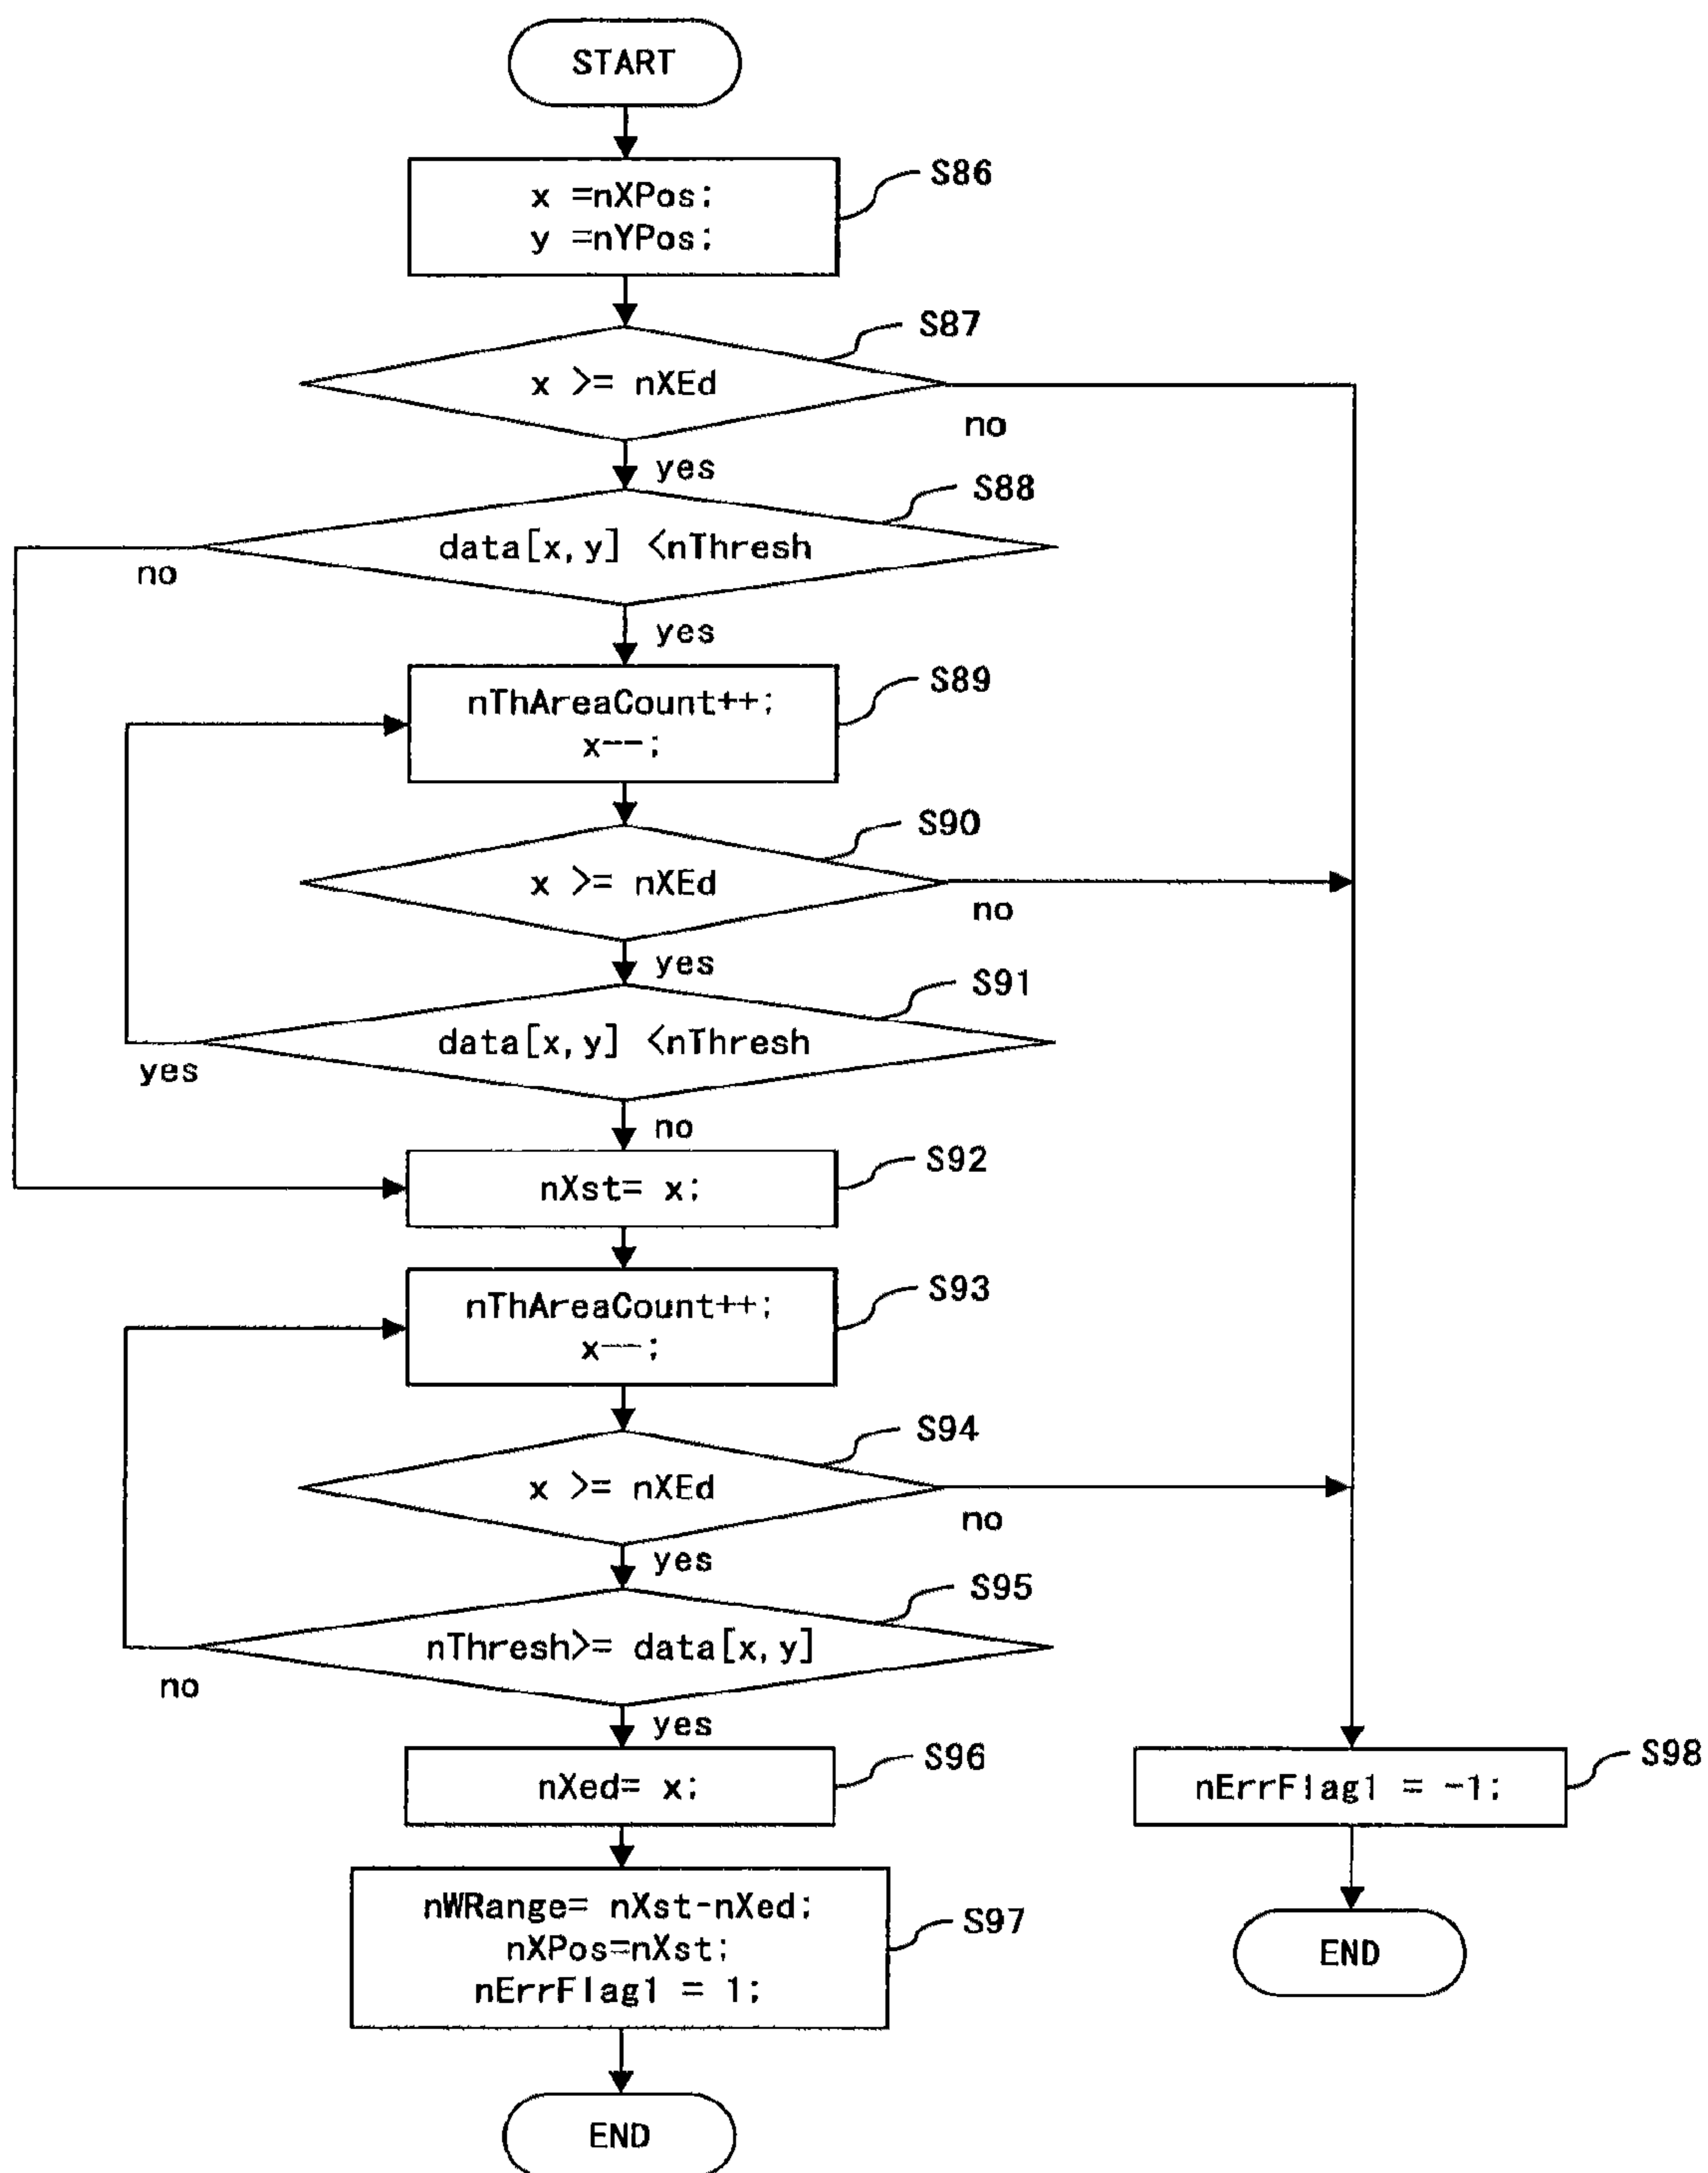 START
x =nXPos;
y =nYPos;
S86
x >= nXEd
S87
no
yes
data[x,y] <nThresh
S88
no
yes
nThAreaCount++;
x--;
S89
x >= nXEd
S90
no
yes
data[x,y] <nThresh
S91
yes
no
nXst= x;
S92
nThAreaCount++;
x--;
S93
x >= nXEd
S94
no
yes
nThresh>= data[x,y]
S95
no
yes
nXed= x;
S96
nErrFlag1 = -1;
S98
nWRange= nXst-nXed;
nXPos=nXst;
nErrFlag1 = 1;
S97
END
END